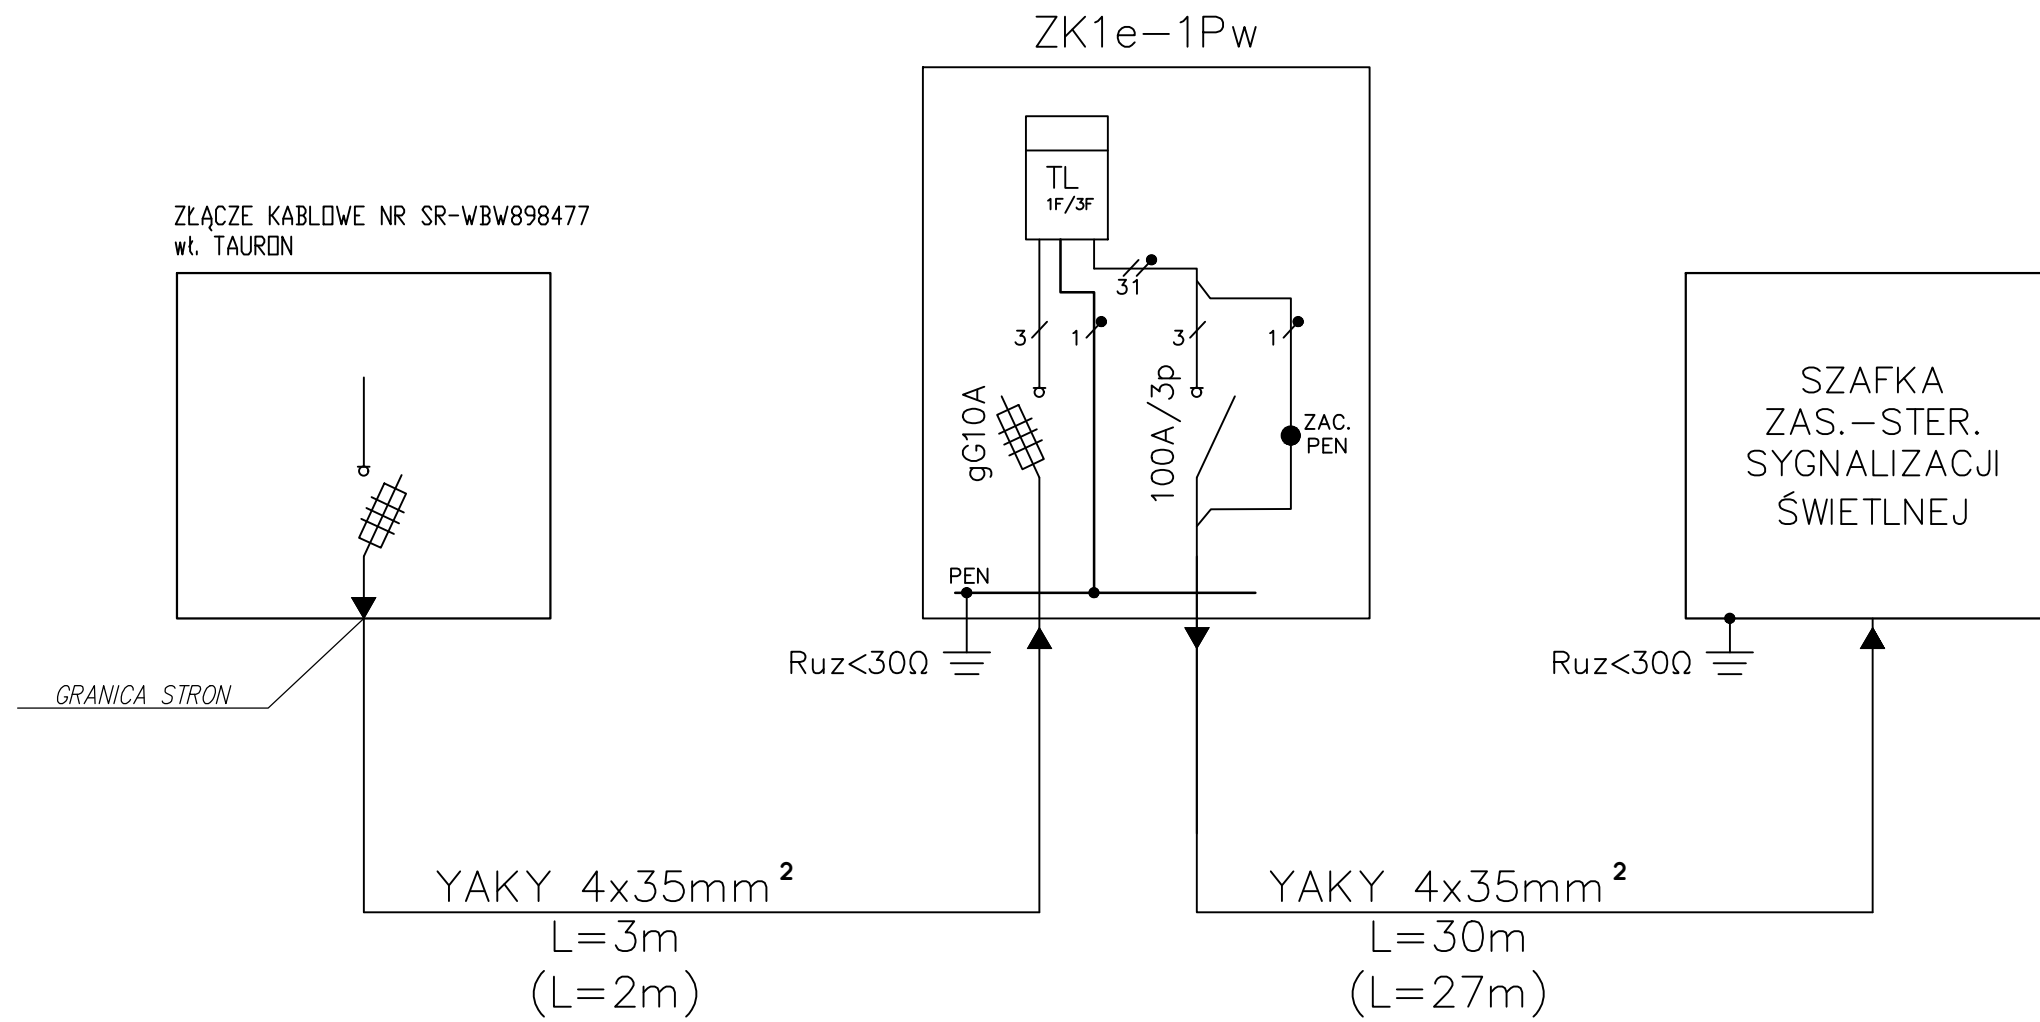 ZK1e-1Pw
TL
1F/3F
ZŁĄCZE KABLOWE NR SR-WBW898477
wł. TAURON
31
3
1
3
1
gG10A
100A/3p
ZAC.
PEN
SZAFKA
ZAS.-STER.
SYGNALIZACJI
ŚWIETLNEJ
PEN
Ruz<30Ω
Ruz<30Ω
GRANICA STRON
YAKY 4x35mm²
L=3m
(L=2m)
YAKY 4x35mm²
L=30m
(L=27m)